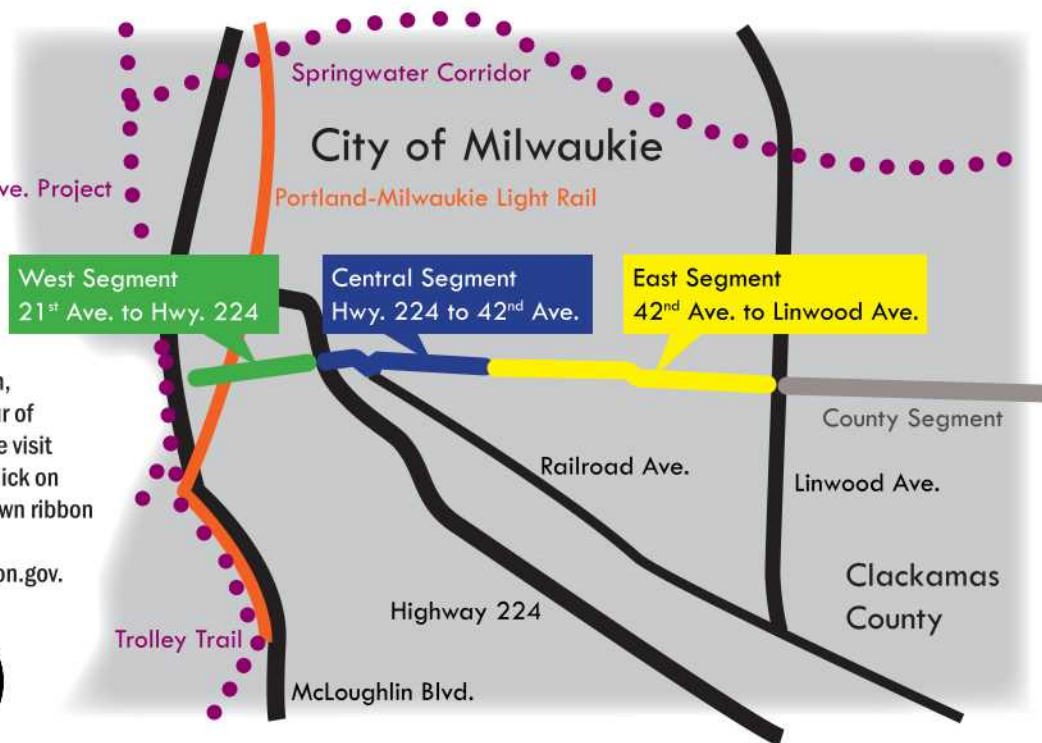 Springwater Corridor
City of Milwaukie
ve. Project
Portland-Milwaukie Light Rail
West Segment
21st Ave. to Hwy. 224
Central Segment
Hwy. 224 to 42nd Ave.
East Segment
42nd Ave. to Linwood Ave.
r of
e visit
ick on
wn ribbon
on.gov.
County Segment
Railroad Ave.
Linwood Ave.
Highway 224
Clackamas
County
Trolley Trail
McLoughlin Blvd.